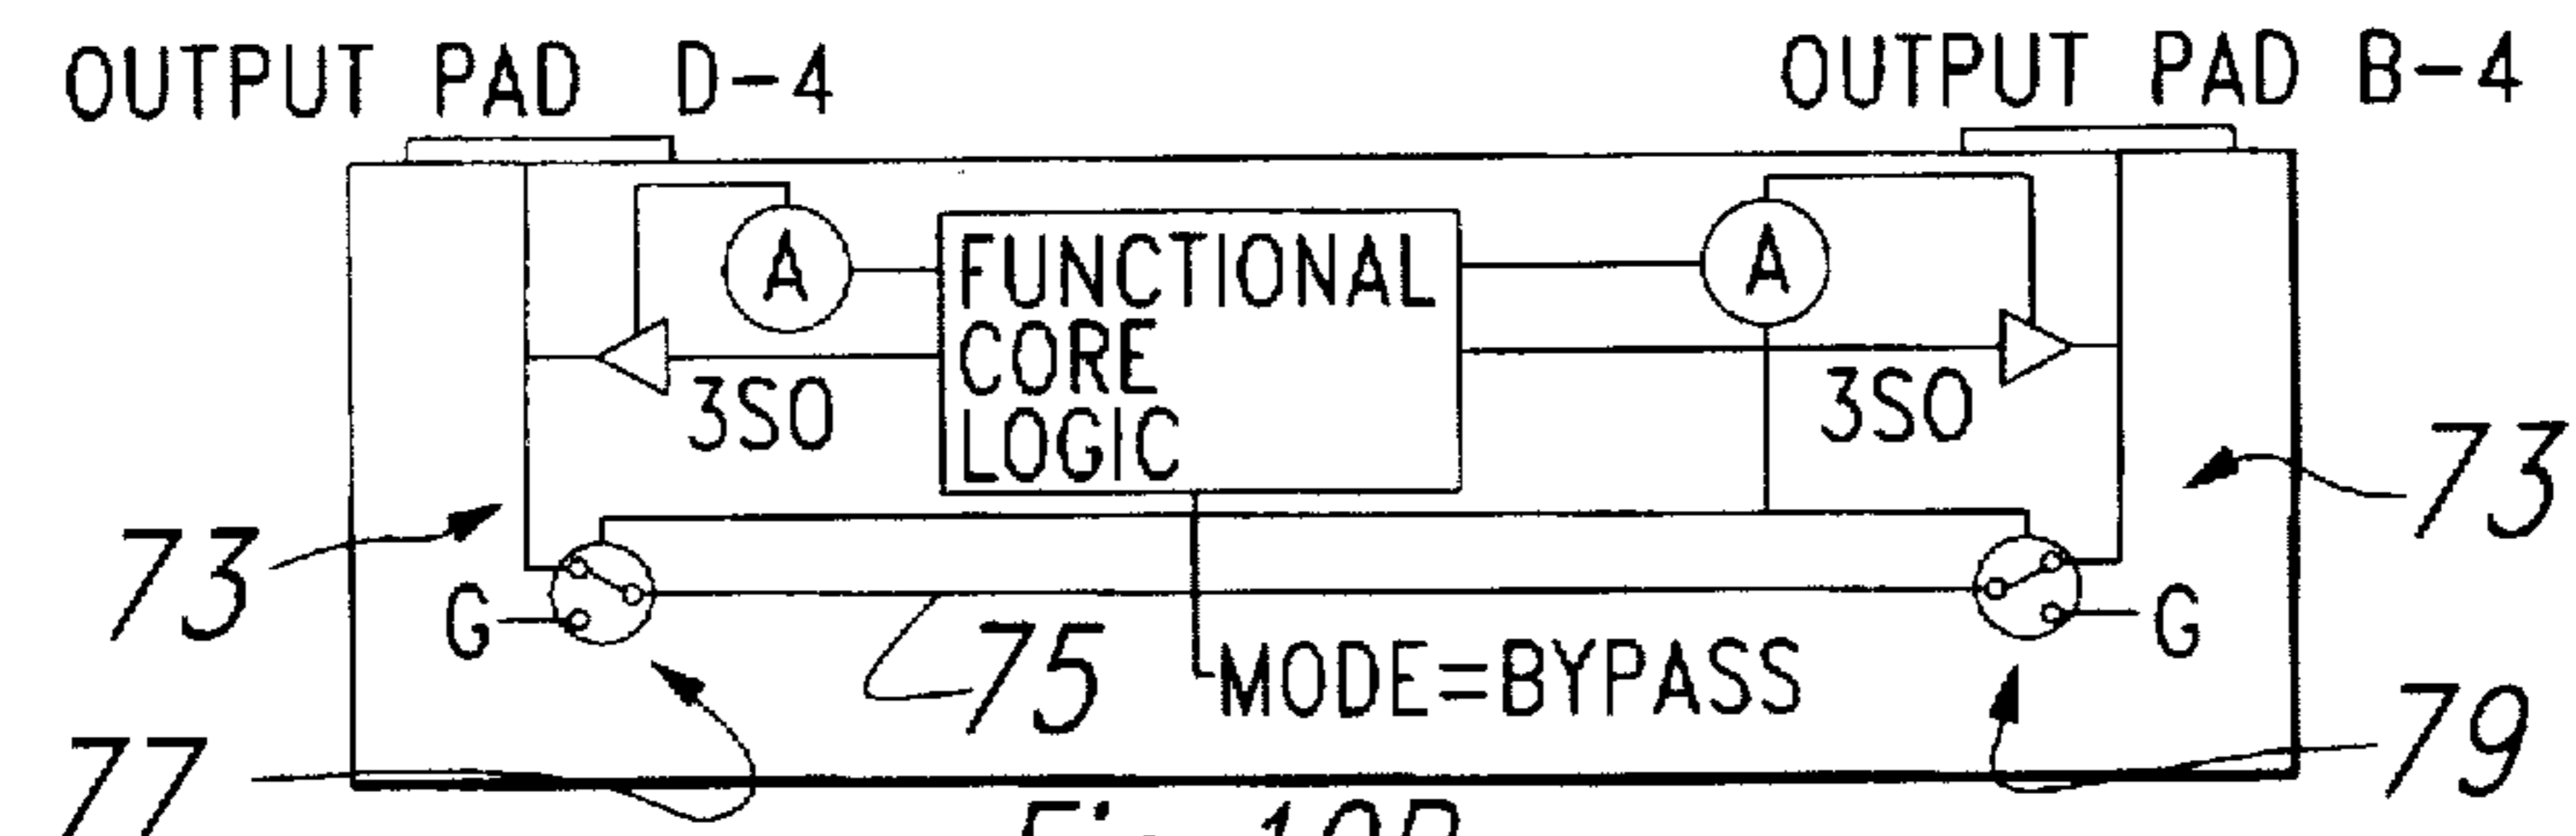 OUTPUT PAD D-4
OUTPUT PAD B-4
A
FUNCTIONAL
CORE
LOGIC
A
3SO
3SO
73
73
G
G
75
MODE=BYPASS
77
79